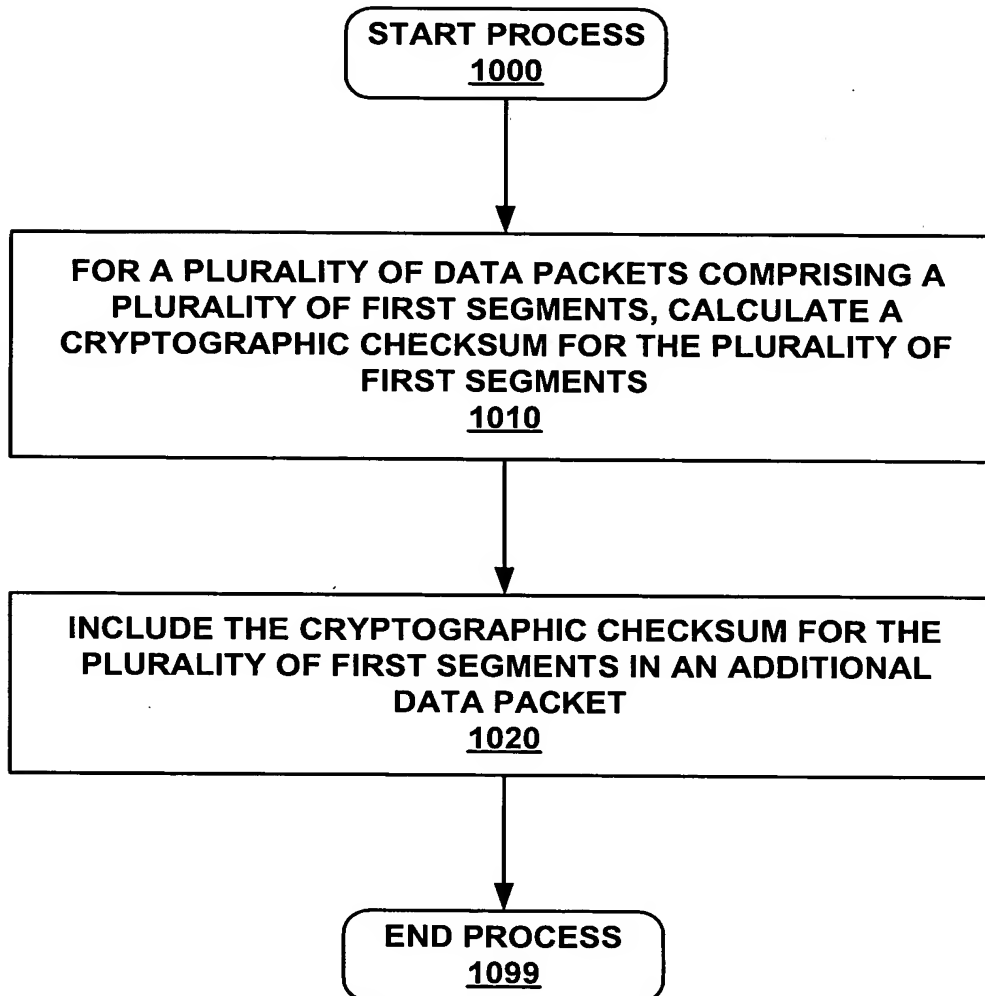 START PROCESS
1000
FOR A PLURALITY OF DATA PACKETS COMPRISING A
PLURALITY OF FIRST SEGMENTS, CALCULATE A
CRYPTOGRAPHIC CHECKSUM FOR THE PLURALITY OF
FIRST SEGMENTS
1010
INCLUDE THE CRYPTOGRAPHIC CHECKSUM FOR THE
PLURALITY OF FIRST SEGMENTS IN AN ADDITIONAL
DATA PACKET
1020
END PROCESS
1099